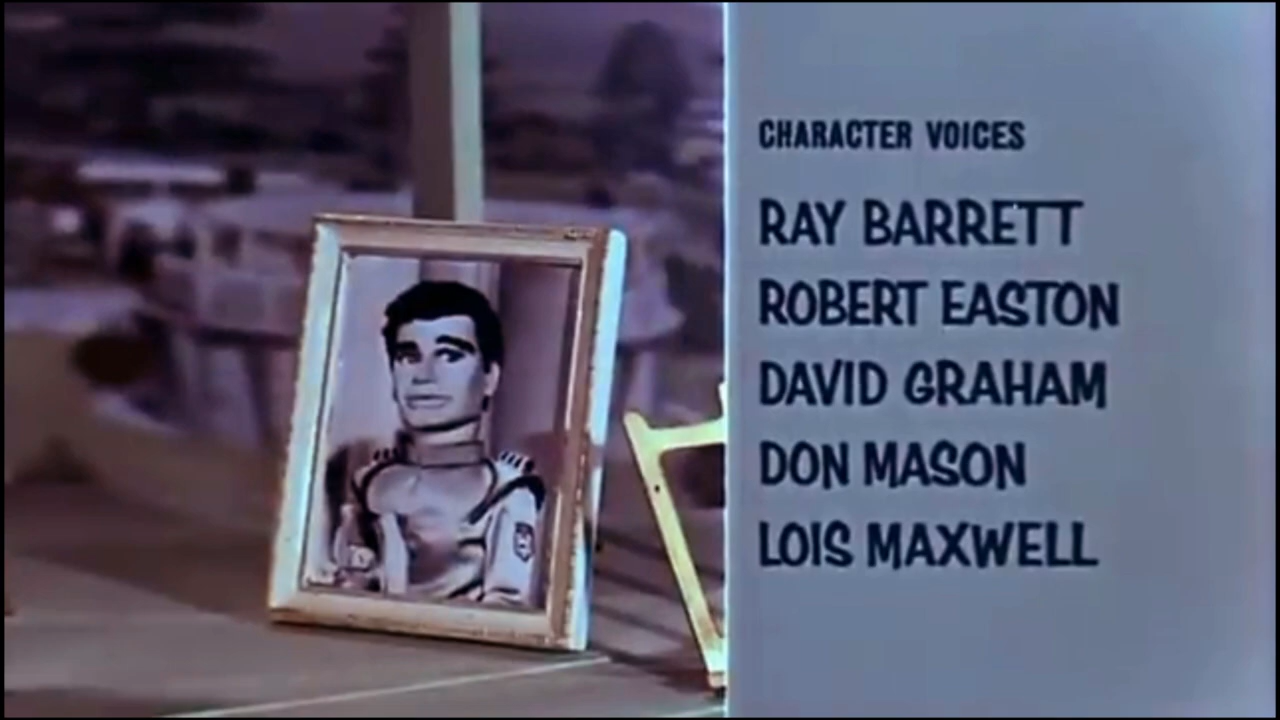 CHARACTER VOICES
RAY BARRETT
ROBERT EASTON
DAVID GRAHAM
DON MASON
LOIS MAXWELL